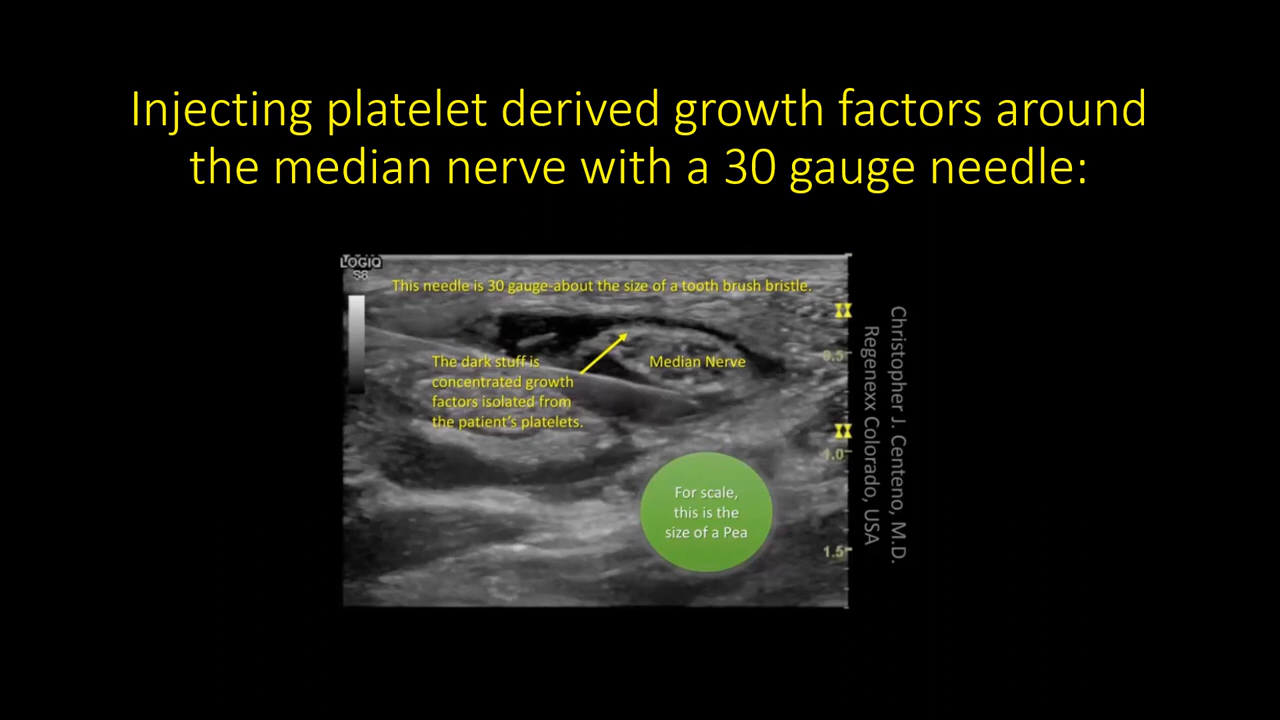 Injecting platelet derived growth factors around
the median nerve with a 30 gauge needle:
LOGIQ
S8
This needle is 30 gauge-about the size of a tooth brush bristle.
The dark stuff is
concentrated growth
factors isolated from
the patient's platelets.
Median Nerve
0.5
1.0
1.5
For scale,
this is the
size of a Pea
Christopher J. Centeno, M.D.
Regenexx Colorado, USA